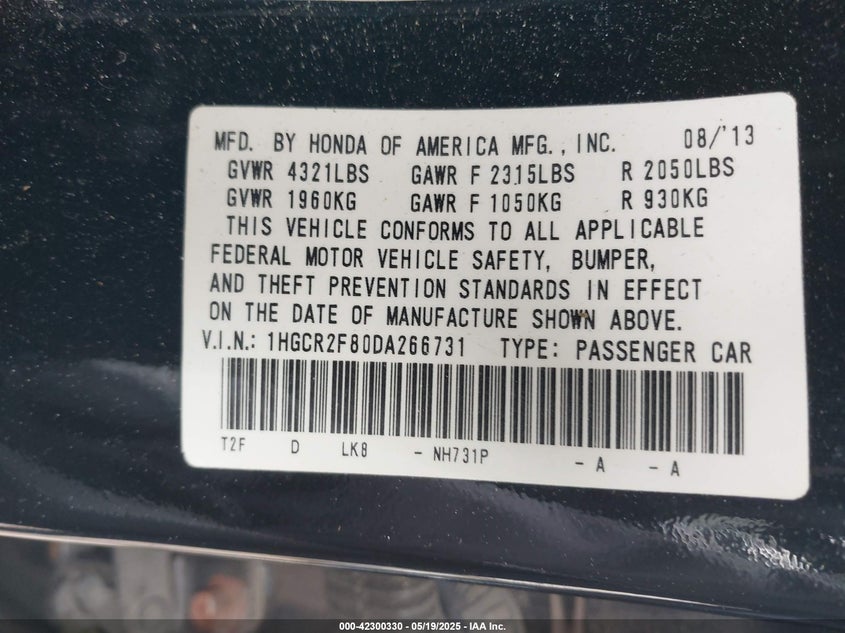 MFD. BY HONDA OF AMERICA MFG., INC. 08/'13
GVWR 4321LBS GAWR F 2315LBS R 2050LBS
GVWR 1960KG GAWR F 1050KG R 930KG
THIS VEHICLE CONFORMS TO ALL APPLICABLE
FEDERAL MOTOR VEHICLE SAFETY, BUMPER,
AND THEFT PREVENTION STANDARDS IN EFFECT
ON THE DATE OF MANUFACTURE SHOWN ABOVE.
V.I.N.: 1HGCR2F80DA266731 TYPE: PASSENGER CAR
T2F D LK8 - NH731P - A - A
000-42300330 - 05/19/2025 - IAA Inc.